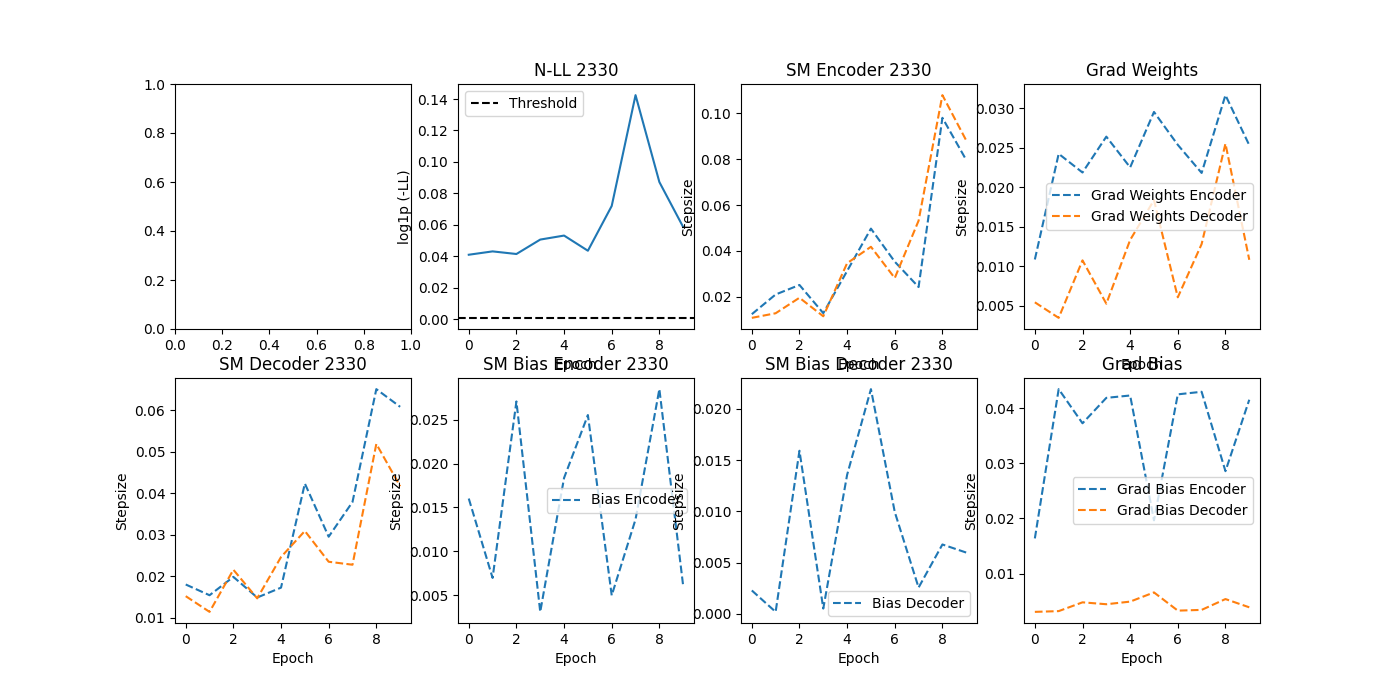 1.0
0.8
0.6
0.4
0.2
0.0
0.0 0.2 0.4 0.6 0.8 1.0
N-LL 2330
log1p (-LL)
0.14
0.12
0.10
0.08
0.06
0.04
0.02
0.00
Threshold
0 2 4 6 8
Epoch
SM Encoder 2330
Stepsize
0.10
0.08
0.06
0.04
0.02
0 2 4 6 8
Epoch
Grad Weights
Stepsize
0.030
0.025
0.020
0.015
0.010
0.005
Grad Weights Encoder
Grad Weights Decoder
0 2 4 6 8
Epoch
SM Decoder 2330
Stepsize
0.06
0.05
0.04
0.03
0.02
0.01
0 2 4 6 8
Epoch
SM Bias Encoder 2330
Stepsize
0.025
0.020
0.015
0.010
0.005
Bias Encoder
0 2 4 6 8
Epoch
SM Bias Decoder 2330
Stepsize
0.020
0.015
0.010
0.005
0.000
Bias Decoder
0 2 4 6 8
Epoch
Grad Bias
Stepsize
0.04
0.03
0.02
0.01
Grad Bias Encoder
Grad Bias Decoder
0 2 4 6 8
Epoch